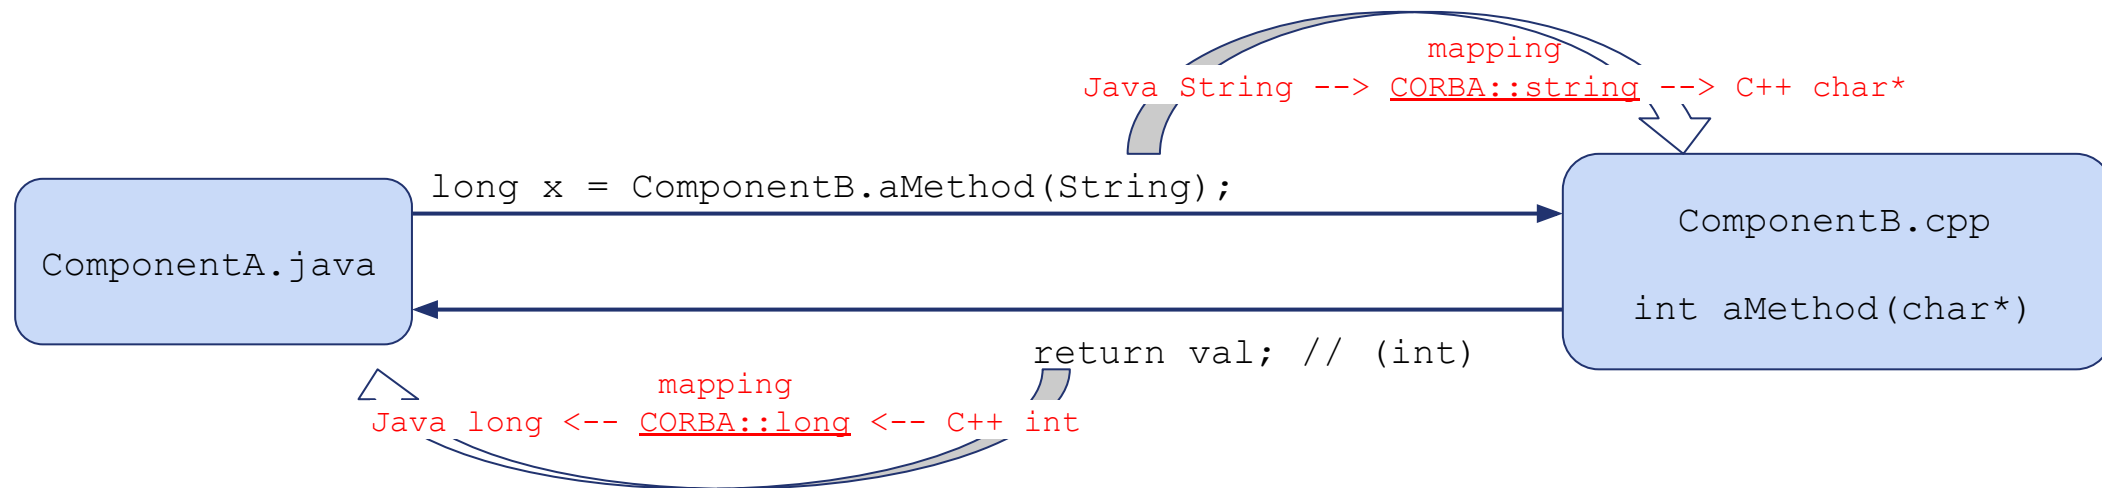 mapping
Java String --> CORBA::string --> C++ char*
long x = ComponentB.aMethod(String);
ComponentA.java
ComponentB.cpp
int aMethod(char*)
return val; // (int)
mapping
Java long <-- CORBA::long <-- C++ int